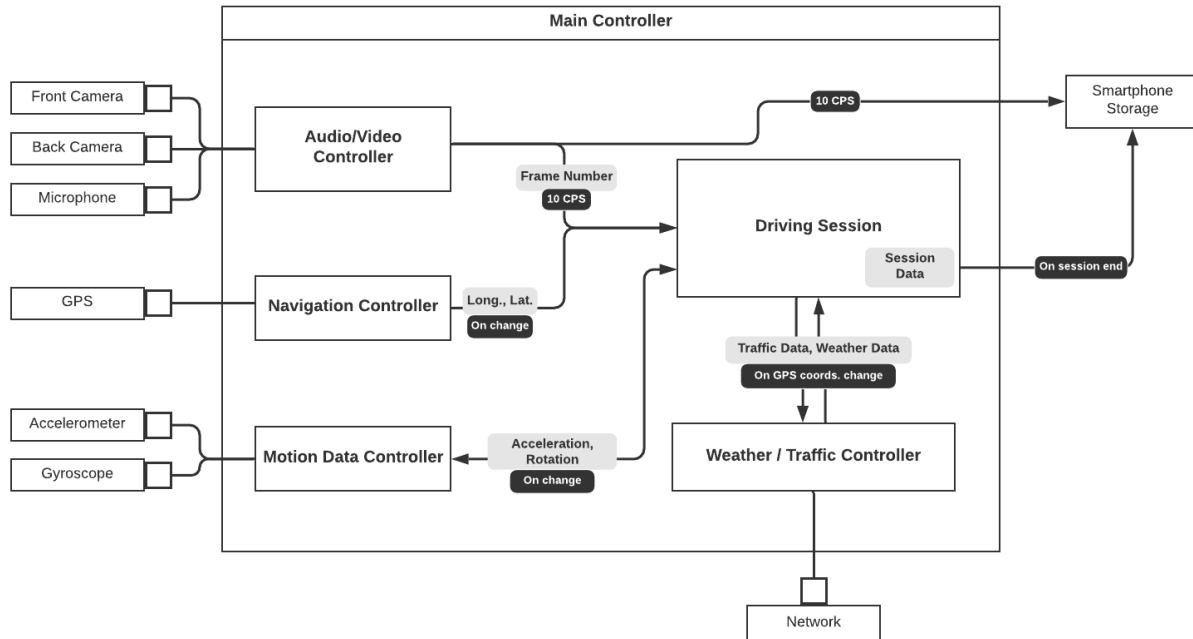 Main Controller
Front Camera
Back Camera
Microphone
Audio/Video
Controller
10 CPS
Smartphone
Storage
Frame Number
10 CPS
Driving Session
Session
Data
On session end
GPS
Navigation Controller
Long., Lat.
On change
Traffic Data, Weather Data
On GPS coords. change
Accelerometer
Gyroscope
Motion Data Controller
Acceleration,
Rotation
On change
Weather / Traffic Controller
Network